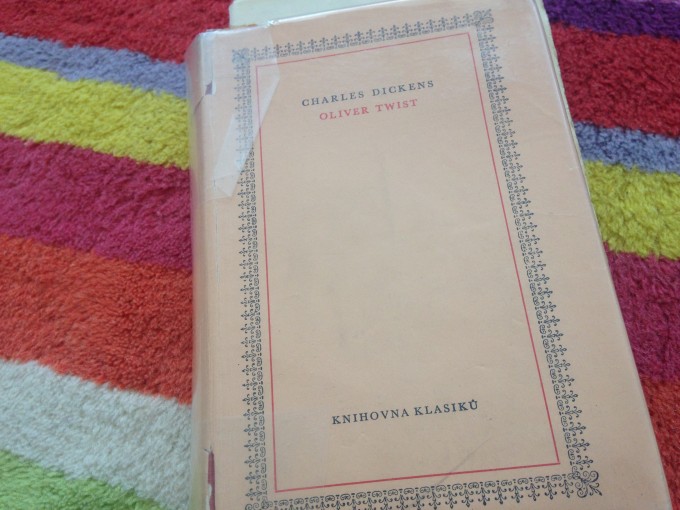 CHARLES DICKENS
OLIVER TWIST
KNIHOVNA KLASIKŮ